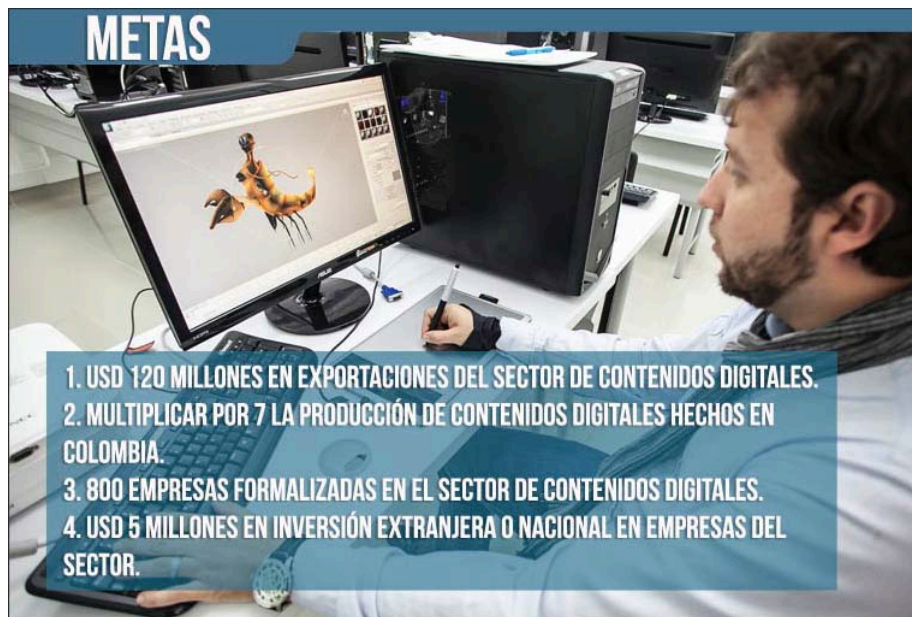 METAS
ASUS
1. USD 120 MILLONES EN EXPORTACIONES DEL SECTOR DE CONTENIDOS DIGITALES.
2. MULTIPLICAR POR 7 LA PRODUCCIÓN DE CONTENIDOS DIGITALES HECHOS EN
COLOMBIA.
3. 800 EMPRESAS FORMALIZADAS EN EL SECTOR DE CONTENIDOS DIGITALES.
4. USD 5 MILLONES EN INVERSIÓN EXTRANJERA O NACIONAL EN EMPRESAS DEL
SECTOR.